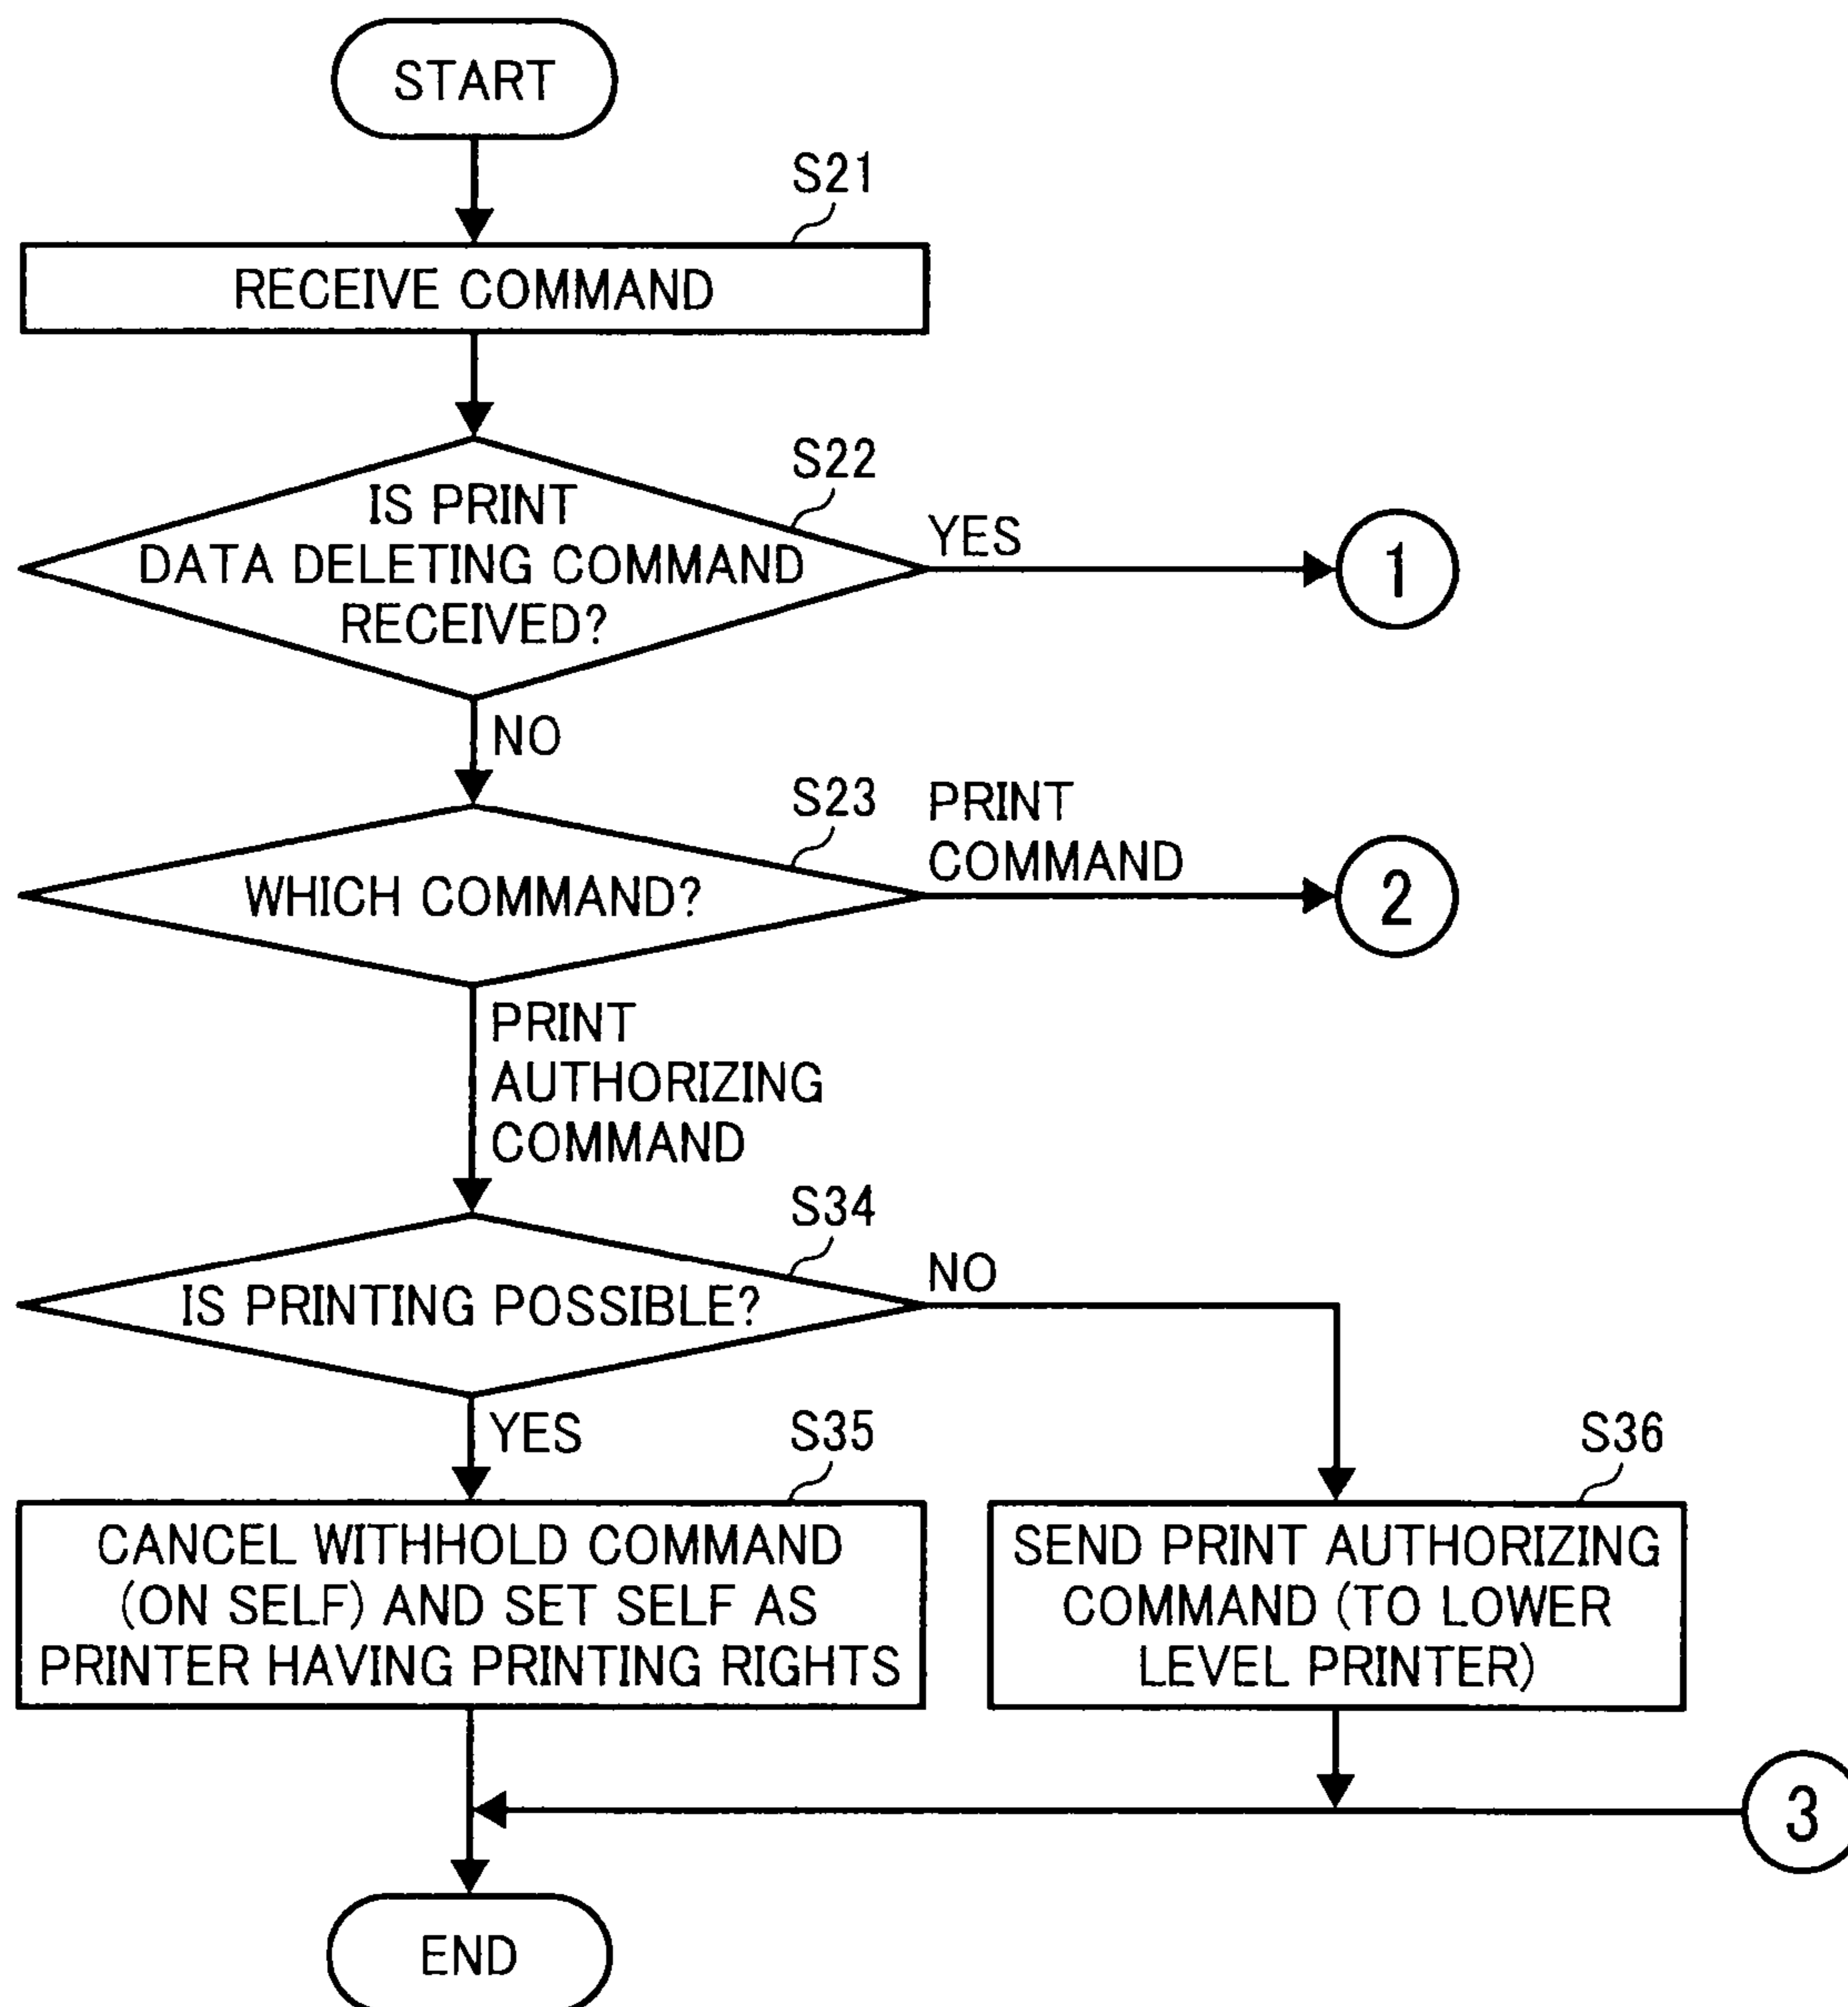 START
S21
RECEIVE COMMAND
S22
IS PRINT
DATA DELETING COMMAND
RECEIVED?
YES
1
NO
S23
PRINT
COMMAND
WHICH COMMAND?
2
PRINT
AUTHORIZING
COMMAND
S34
NO
IS PRINTING POSSIBLE?
YES
S35
S36
CANCEL WITHHOLD COMMAND
(ON SELF) AND SET SELF AS
PRINTER HAVING PRINTING RIGHTS
SEND PRINT AUTHORIZING
COMMAND (TO LOWER
LEVEL PRINTER)
3
END